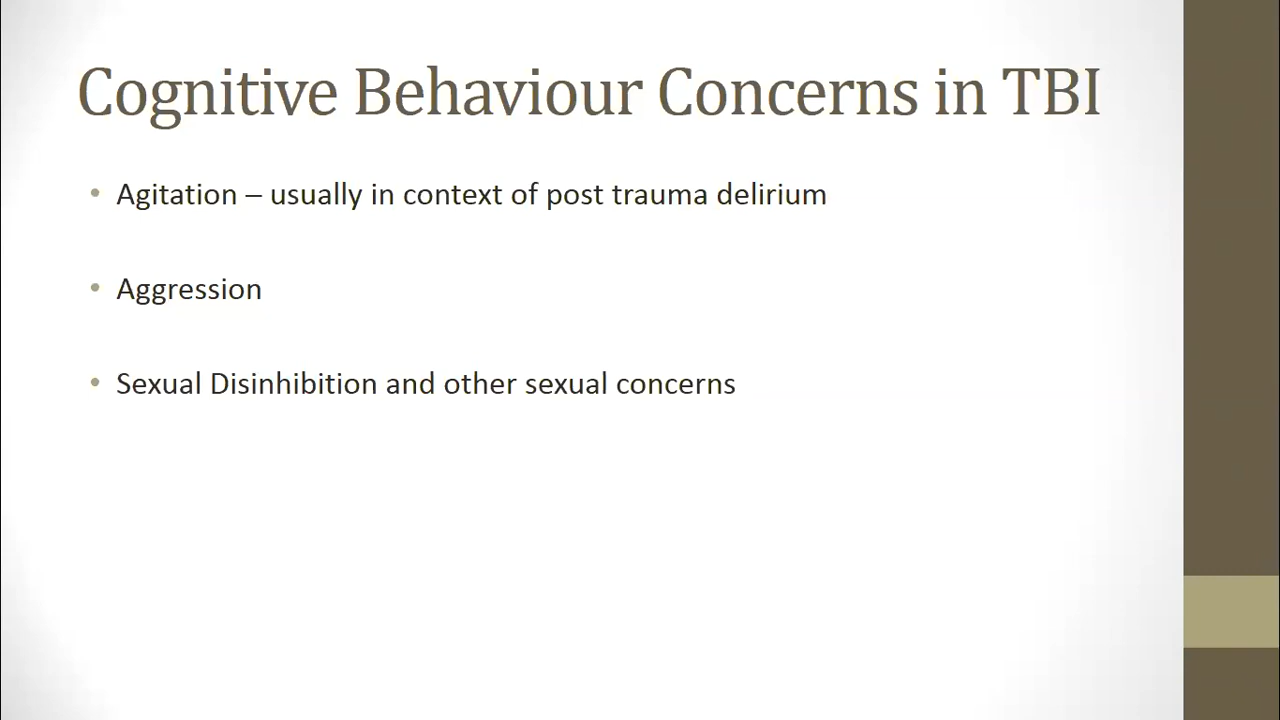 Cognitive Behaviour Concerns in TBI
• Agitation – usually in context of post trauma delirium
• Aggression
• Sexual Disinhibition and other sexual concerns